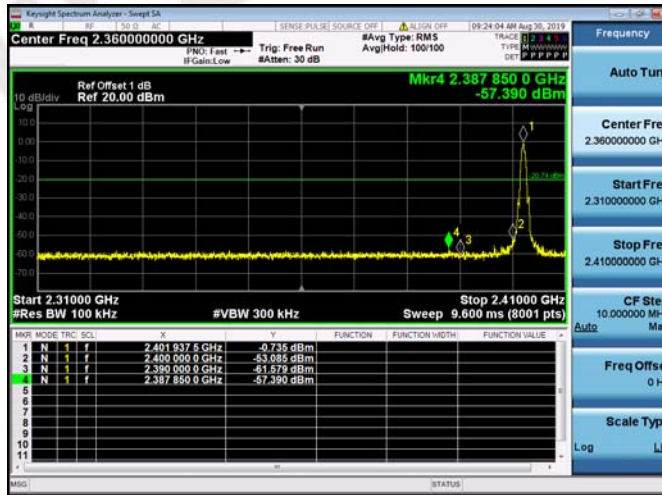 Keysight Spectrum Analyzer - Swept SA
R RF 50 Ω AC SENSE:PULSE SOURCE OFF ALIGN OFF 09:24:04 AM Aug 30, 2019
Center Freq 2.360000000 GHz
PNO: Fast
IFGain:Low
Trig: Free Run
#Atten: 30 dB
#Avg Type: RMS
Avg|Hold: 100/100
TRACE 1 2 3 4 5 6
TYPE M W W W W W
DET P P P P P P
Ref Offset 1 dB
10 dB/div Ref 20.00 dBm
Log
Mkr4 2.387 850 0 GHz
-57.390 dBm
10.0
0.00
-10.0
-20.0
-30.0
-40.0
-50.0
-60.0
-70.0
1
-20.74 dBm
2
4
3
Start 2.31000 GHz Stop 2.41000 GHz
#Res BW 100 kHz #VBW 300 kHz Sweep 9.600 ms (8001 pts)
MKR MODE TRC SCL X Y FUNCTION FUNCTION WIDTH FUNCTION VALUE
1 N 1 f 2.401 937 5 GHz -0.735 dBm
2 N 1 f 2.400 000 0 GHz -53.085 dBm
3 N 1 f 2.390 000 0 GHz -61.579 dBm
4 N 1 f 2.387 850 0 GHz -57.390 dBm
5
6
7
8
9
10
11
MSG STATUS
Frequency
Auto Tun
Center Fre
2.360000000 GH
Start Fre
2.310000000 GH
Stop Fre
2.410000000 GH
CF Ste
10.000000 MH
Auto Ma
Freq Offse
0 H
Scale Typ
Log Li